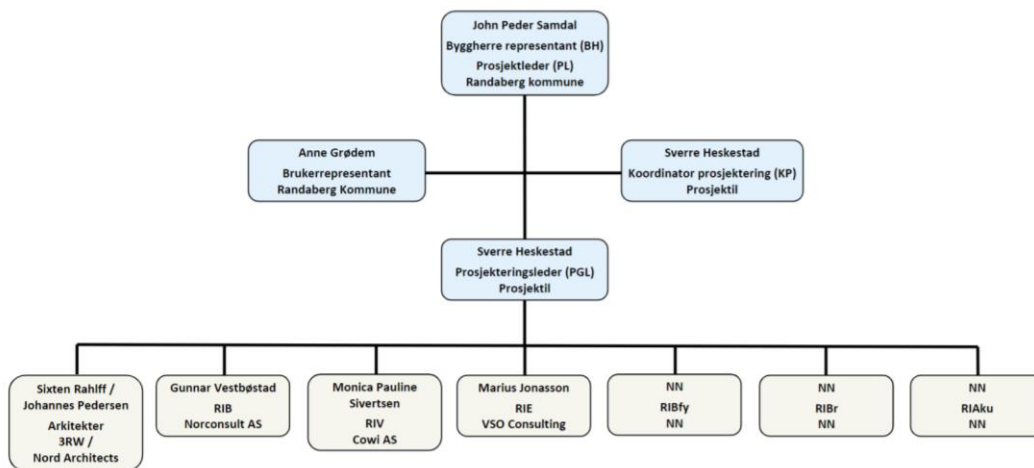 John Peder Samdal
Byggherre representant (BH)
Prosjektleder (PL)
Randaberg kommune
Anne Grødem
Brukerrepresentant
Randaberg Kommune
Sverre Heskestad
Koordinator prosjektering (KP)
Prosjektil
Sverre Heskestad
Prosjekteringsleder (PGL)
Prosjektil
Sixten Rahlff /
Johannes Pedersen
Arkitekter
3RW /
Nord Architects
Gunnar Vestbøstad
RIB
Norconsult AS
Monica Pauline
Sivertsen
RIV
Cowi AS
Marius Jonasson
RIE
VSO Consulting
NN
RIBfy
NN
NN
RIBr
NN
NN
RIAku
NN